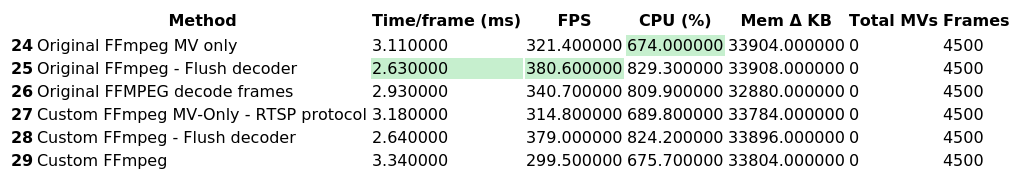 Method Time/frame (ms) FPS CPU (%) Mem Δ KB Total MVs Frames
24 Original FFmpeg MV only 3.110000 321.400000 674.000000 33904.000000 0 4500
25 Original FFmpeg - Flush decoder 2.630000 380.600000 829.300000 33908.000000 0 4500
26 Original FFMPEG decode frames 2.930000 340.700000 809.900000 32880.000000 0 4500
27 Custom FFmpeg MV-Only - RTSP protocol 3.180000 314.800000 689.800000 33784.000000 0 4500
28 Custom FFmpeg - Flush decoder 2.640000 379.000000 824.200000 33896.000000 0 4500
29 Custom FFmpeg 3.340000 299.500000 675.700000 33804.000000 0 4500